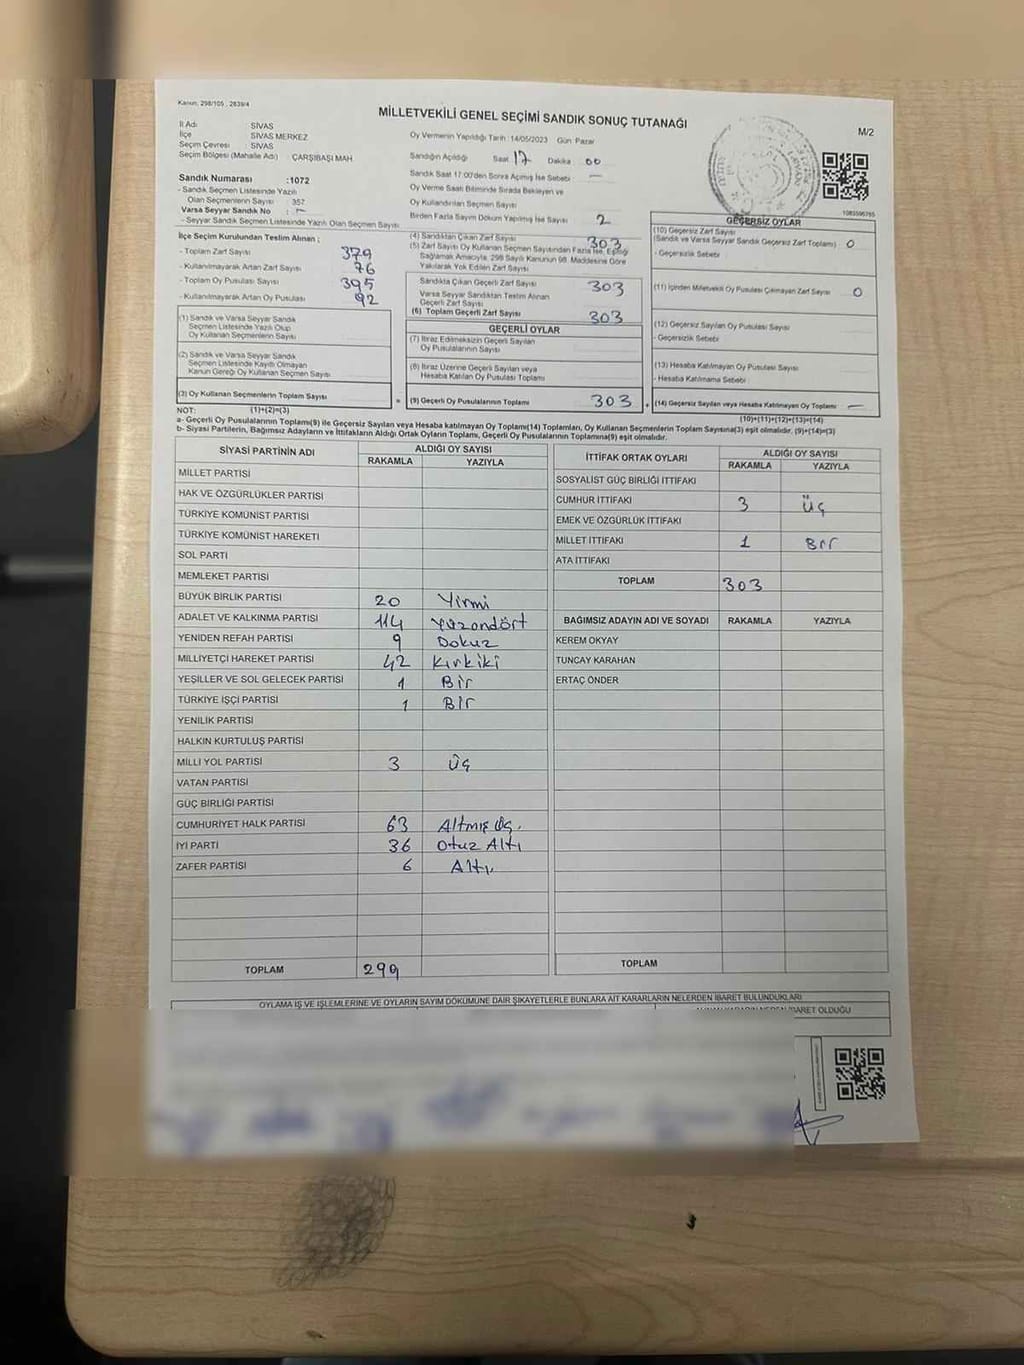 Kanun, 298/105 , 2839/4
MİLLETVEKİLİ GENEL SEÇİMİ SANDIK SONUÇ TUTANAĞI
M/2
İl Adı : SİVAS
İlçe : SİVAS MERKEZ
Seçim Çevresi : SİVAS
Seçim Bölgesi (Mahalle Adı) : ÇARŞIBAŞI MAH
Sandık Numarası :1072
- Sandık Seçmen Listesinde Yazılı
Olan Seçmenlerin Sayısı : 357
Varsa Seyyar Sandık No : -
- Seyyar Sandık Seçmen Listesinde Yazılı Olan Seçmen Sayısı
Oy Vermenin Yapıldığı Tarih :14/05/2023 Gün: Pazar
Sandığın Açıldığı Saat 17 Dakika 00
Sandık Saat 17:00'den Sonra Açılmış İse Sebebi : -
Oy Verme Saati Bitiminde Sırada Bekleyen ve
Oy Kullandırılan Seçmen Sayısı
Birden Fazla Sayım Döküm Yapılmış İse Sayısı 2
1083596765
İlçe Seçim Kurulundan Teslim Alınan ;
- Toplam Zarf Sayısı 379
- Kullanılmayarak Artan Zarf Sayısı 76
- Toplam Oy Pusulası Sayısı 395
- Kullanılmayarak Artan Oy Pusulası 92
(1) Sandık ve Varsa Seyyar Sandık
Seçmen Listesinde Yazılı Olup
Oy Kullanan Seçmenlerin Sayısı
(2) Sandık ve Varsa Seyyar Sandık
Seçmen Listesinde Kayıtlı Olmayan
Kanun Gereği Oy Kullanan Seçmen Sayısı
(3) Oy Kullanan Seçmenlerin Toplam Sayısı
(4) Sandıktan Çıkan Zarf Sayısı 303
(5) Zarf Sayısı Oy Kullanan Seçmen Sayısından Fazla İse, Eşitliği
Sağlamak Amacıyla, 298 Sayılı Kanunun 98. Maddesine Göre
Yakılarak Yok Edilen Zarf Sayısı
Sandıkta Çıkan Geçerli Zarf Sayısı 303
Varsa Seyyar Sandıktan Teslim Alınan
Geçerli Zarf Sayısı
(6) Toplam Geçerli Zarf Sayısı 303
GEÇERLİ OYLAR
(7) İtiraz Edilmeksizin Geçerli Sayılan
Oy Pusulalarının Sayısı
(8) İtiraz Üzerine Geçerli Sayılan veya
Hesaba Katılan Oy Pusulası Toplamı
= (9) Geçerli Oy Pusulalarının Toplamı 303 +
GEÇERSİZ OYLAR
(10) Geçersiz Zarf Sayısı
(Sandık ve Varsa Seyyar Sandık Geçersiz Zarf Toplamı) 0
- Geçersizlik Sebebi
(11) İçinden Milletvekili Oy Pusulası Çıkmayan Zarf Sayısı 0
(12) Geçersiz Sayılan Oy Pusulası Sayısı
- Geçersizlik Sebebi
(13) Hesaba Katılmayan Oy Pusulası Sayısı
- Hesaba Katılmama Sebebi
(14) Geçersiz Sayılan veya Hesaba Katılmayan Oy Toplamı -
NOT: (1)+(2)=(3) (10)+(11)+(12)+(13)=(14)
a- Geçerli Oy Pusulalarının Toplamı(9) ile Geçersiz Sayılan veya Hesaba katılmayan Oy Toplamı(14) Toplamları, Oy Kullanan Seçmenlerin Toplam Sayısına(3) eşit olmalıdır. (9)+(14)=(3)
b- Siyasi Partilerin, Bağımsız Adayların ve İttifakların Aldığı Ortak Oyların Toplamı, Geçerli Oy Pusulalarının Toplamına(9) eşit olmalıdır.
SİYASİ PARTİNİN ADI ALDIĞI OY SAYISI
RAKAMLA YAZIYLA
MİLLET PARTİSİ
HAK VE ÖZGÜRLÜKLER PARTİSİ
TÜRKİYE KOMÜNİST PARTİSİ
TÜRKİYE KOMÜNİST HAREKETİ
SOL PARTİ
MEMLEKET PARTİSİ
BÜYÜK BİRLİK PARTİSİ 20 Yirmi
ADALET VE KALKINMA PARTİSİ 114 Yüzondört
YENİDEN REFAH PARTİSİ 9 Dokuz
MİLLİYETÇİ HAREKET PARTİSİ 42 Kırkiki
YEŞİLLER VE SOL GELECEK PARTİSİ 1 Bir
TÜRKİYE İŞÇİ PARTİSİ 1 Bir
YENİLİK PARTİSİ
HALKIN KURTULUŞ PARTİSİ
MİLLİ YOL PARTİSİ 3 Üç
VATAN PARTİSİ
GÜÇ BİRLİĞİ PARTİSİ
CUMHURİYET HALK PARTİSİ 63 Altmış üç.
İYİ PARTİ 36 Otuz Altı
ZAFER PARTİSİ 6 Altı
TOPLAM 299
İTTİFAK ORTAK OYLARI ALDIĞI OY SAYISI
RAKAMLA YAZIYLA
SOSYALİST GÜÇ BİRLİĞİ İTTİFAKI
CUMHUR İTTİFAKI 3 Üç
EMEK VE ÖZGÜRLÜK İTTİFAKI
MİLLET İTTİFAKI 1 Bir
ATA İTTİFAKI
TOPLAM 303
BAĞIMSIZ ADAYIN ADI VE SOYADI RAKAMLA YAZIYLA
KEREM OKYAY
TUNCAY KARAHAN
ERTAÇ ÖNDER
TOPLAM
OYLAMA İŞ VE İŞLEMLERİNE VE OYLARIN SAYIM DÖKÜMÜNE DAİR ŞİKAYETLERLE BUNLARA AİT KARARLARIN NELERDEN İBARET BULUNDUKLARI
İBARET OLDUĞU